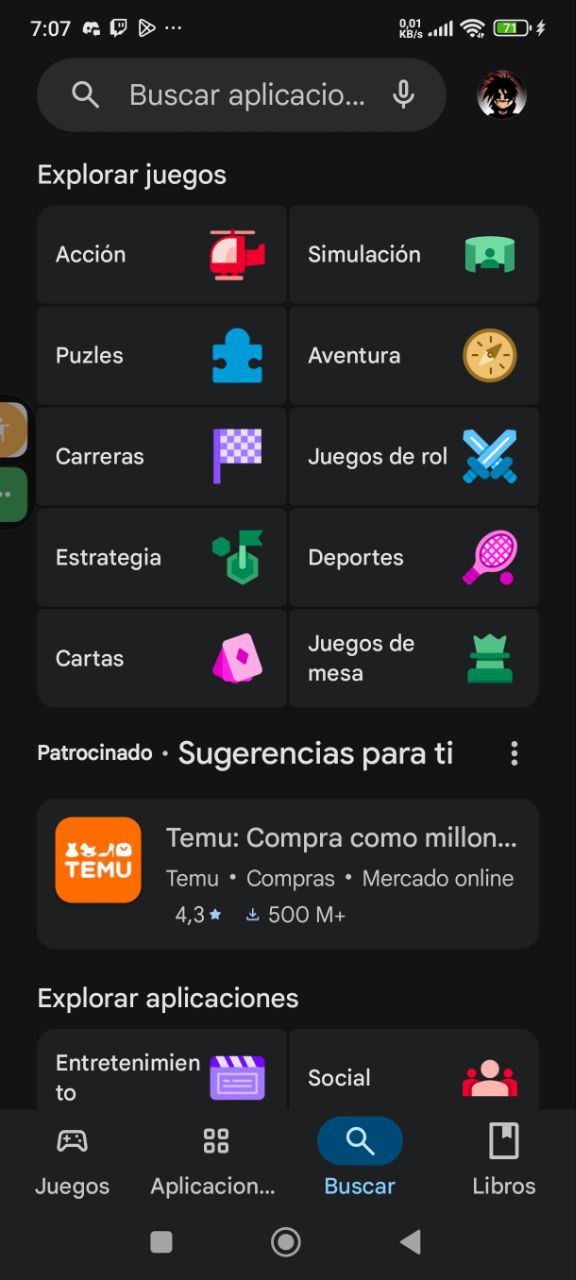 7:07
0,01
KB/s
71
Buscar aplicacio...
Explorar juegos
Acción
Simulación
Puzles
Aventura
Carreras
Juegos de rol
Estrategia
Deportes
Cartas
Juegos de
mesa
Patrocinado • Sugerencias para ti
TEMU
Temu: Compra como millon...
Temu • Compras • Mercado online
4,3 500 M+
Explorar aplicaciones
Entretenimien
to
Social
Juegos
Aplicacion...
Buscar
Libros